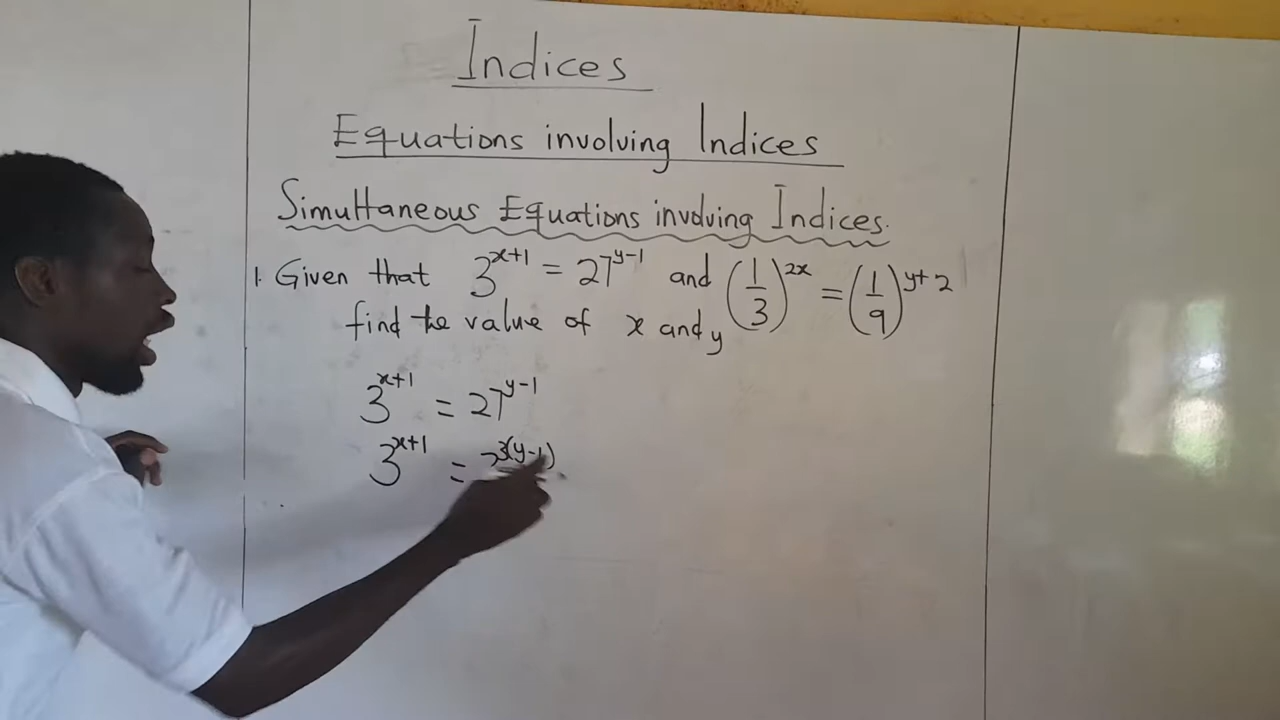 Indices
Equations involving Indices
Simultaneous Equations involving Indices.
1. Given that 3^{x+1} = 27^{y-1} and (1/3)^{2x} = (1/9)^{y+2}
find the value of x and y
3^{x+1} = 27^{y-1}
3^{x+1} = 3^{3(y-1)}